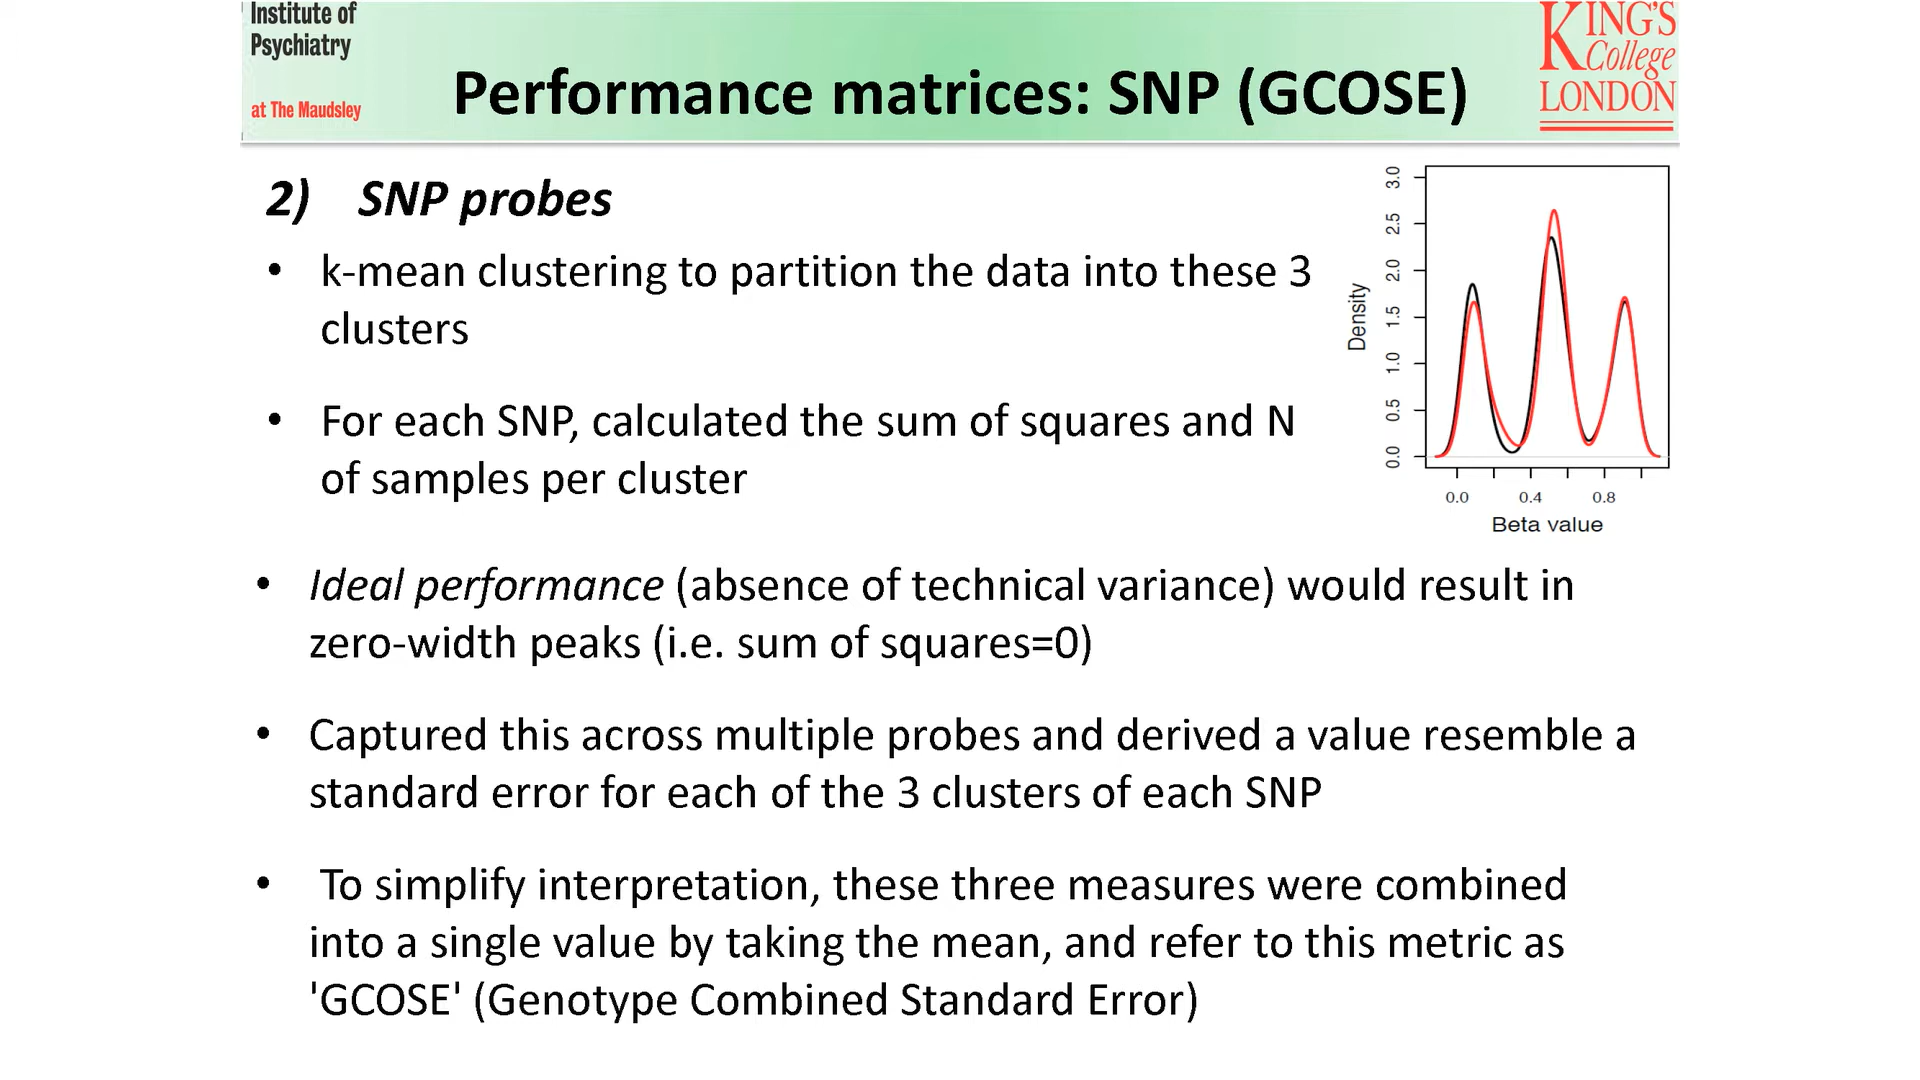 Institute of
Psychiatry
at The Maudsley
Performance matrices: SNP (GCOSE)
KING'S
College
LONDON
2) SNP probes
• k-mean clustering to partition the data into these 3
clusters
• For each SNP, calculated the sum of squares and N
of samples per cluster
3.0
2.5
2.0
1.5
1.0
0.5
0.0
Density
0.0 0.4 0.8
Beta value
• Ideal performance (absence of technical variance) would result in
zero-width peaks (i.e. sum of squares=0)
• Captured this across multiple probes and derived a value resemble a
standard error for each of the 3 clusters of each SNP
• To simplify interpretation, these three measures were combined
into a single value by taking the mean, and refer to this metric as
'GCOSE' (Genotype Combined Standard Error)